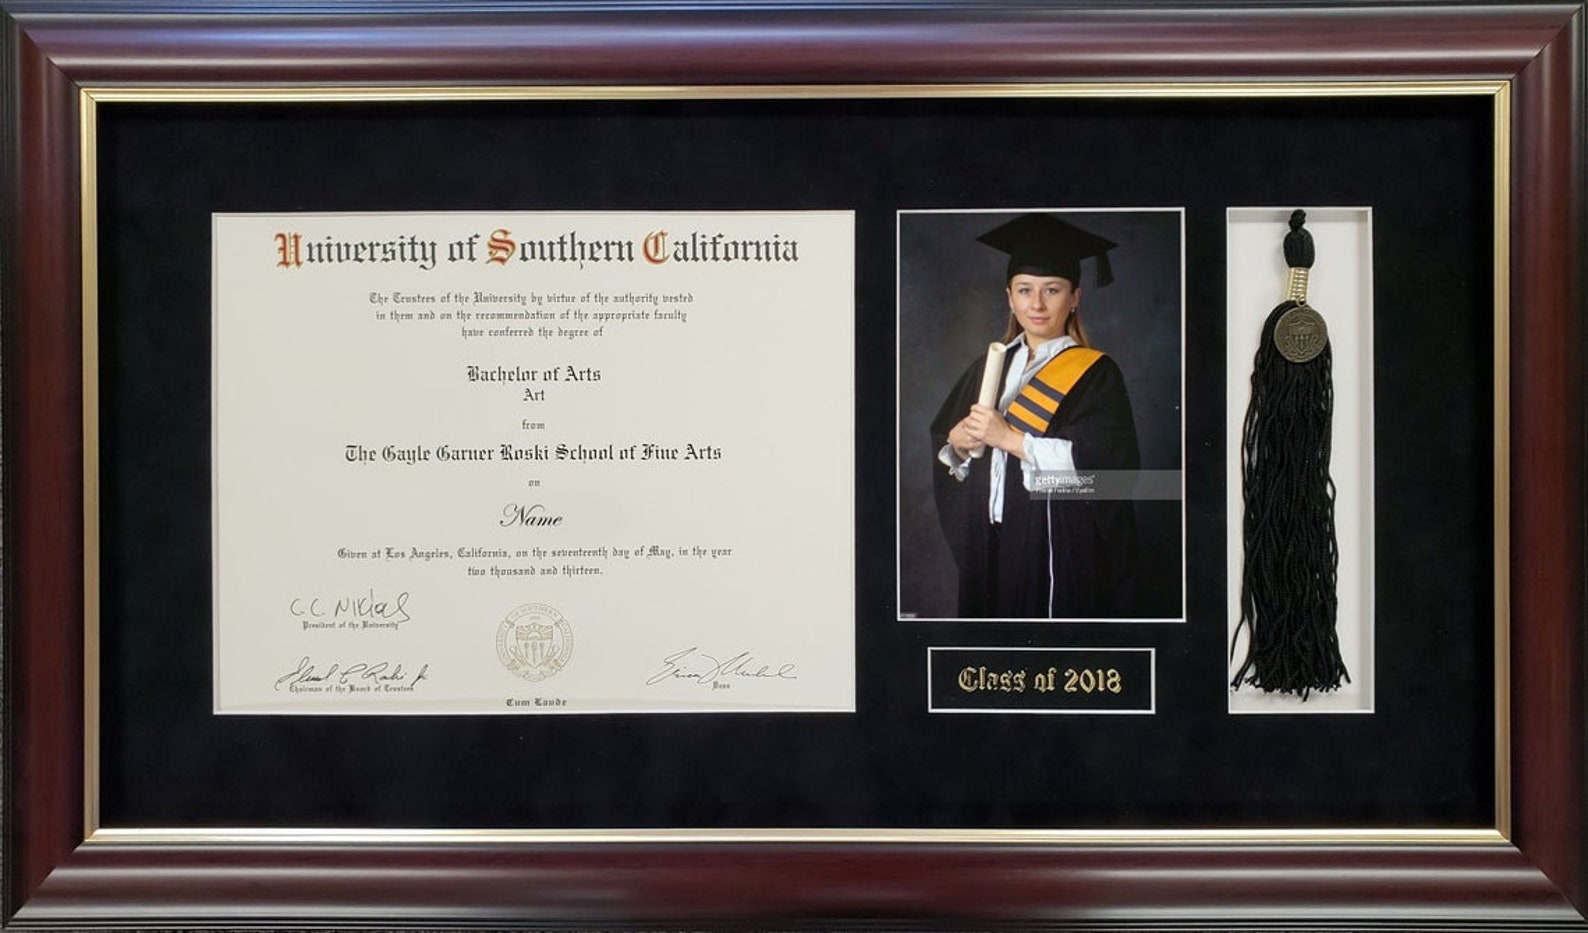 University of Southern California
The Trustees of the University by virtue of the authority vested
in them and on the recommendation of the appropriate faculty
have conferred the degree of
Bachelor of Arts
Art
from
The Gayle Garner Roski School of Fine Arts
on
Name
Given at Los Angeles, California, on the seventeenth day of May, in the year
two thousand and thirteen.
C. C. Nikias
President of the University
Chairman of the Board of Trustees
Dean
Cum Laude
gettyimages
Class of 2018